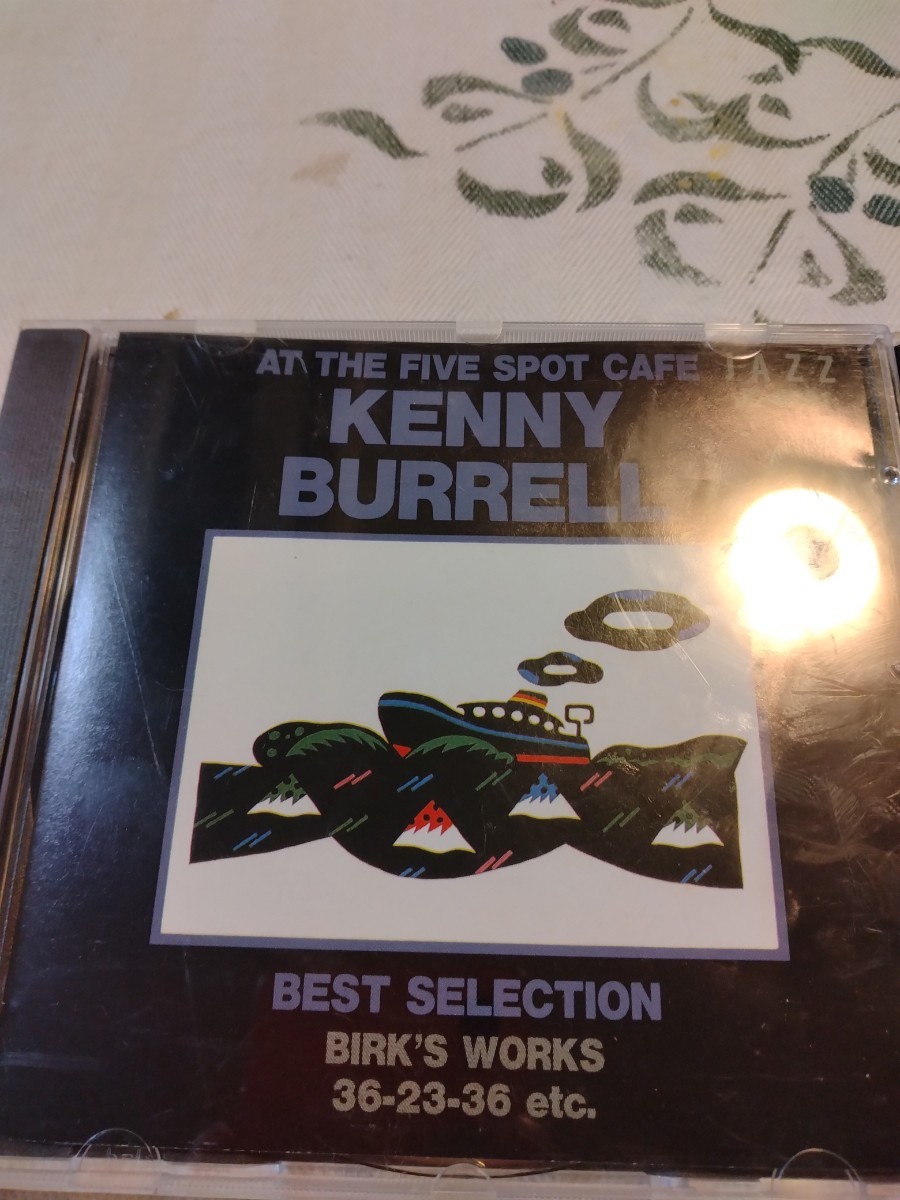 AT THE FIVE SPOT CAFE JAZZ
KENNY
BURRELL
BEST SELECTION
BIRK'S WORKS
36-23-36 etc.